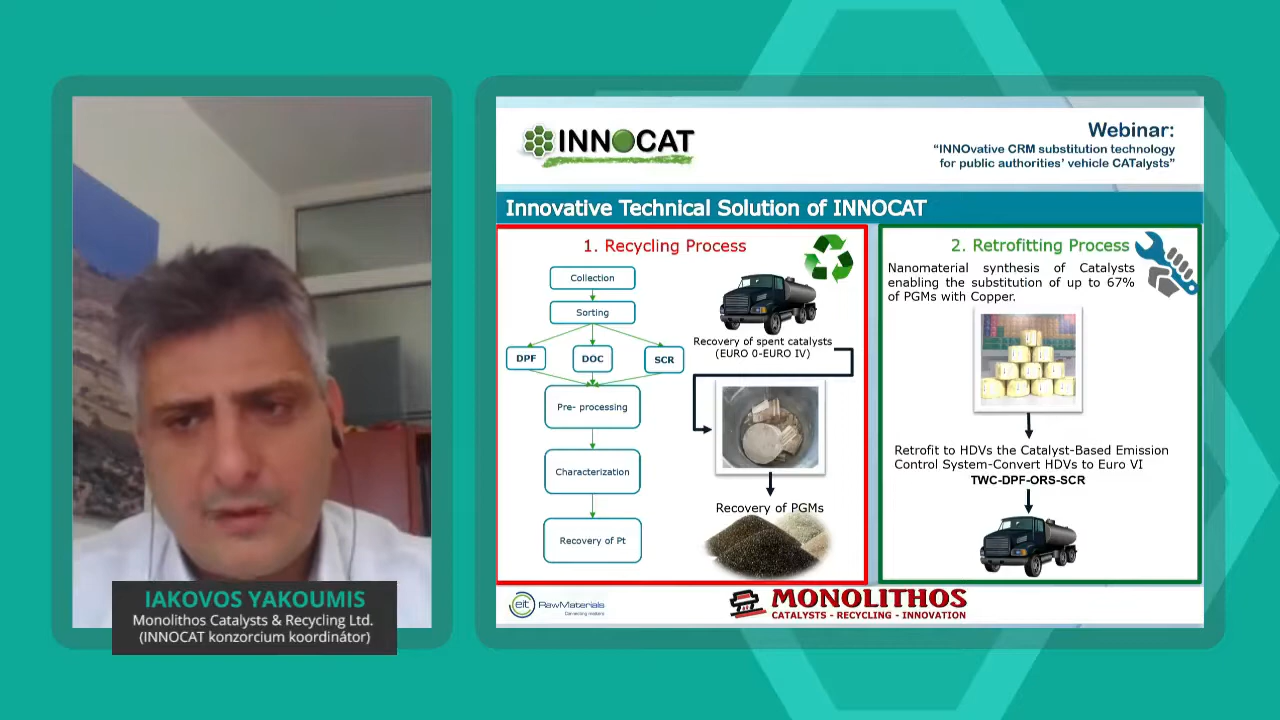 IAKOVOS YAKOUMIS
Monolithos Catalysts & Recycling Ltd.
(INNOCAT konzorcium koordinátor)
INNOCAT
Webinar:
“INNOvative CRM substitution technology
for public authorities’ vehicle CATalysts”
Innovative Technical Solution of INNOCAT
1. Recycling Process
Collection
Sorting
DPF
DOC
SCR
Pre- processing
Characterization
Recovery of Pt
Recovery of spent catalysts
(EURO 0-EURO IV)
Recovery of PGMs
2. Retrofitting Process
Nanomaterial synthesis of Catalysts
enabling the substitution of up to 67%
of PGMs with Copper.
Retrofit to HDVs the Catalyst-Based Emission
Control System-Convert HDVs to Euro VI
TWC-DPF-ORS-SCR
eit RawMaterials
MONOLITHOS
CATALYSTS - RECYCLING - INNOVATION